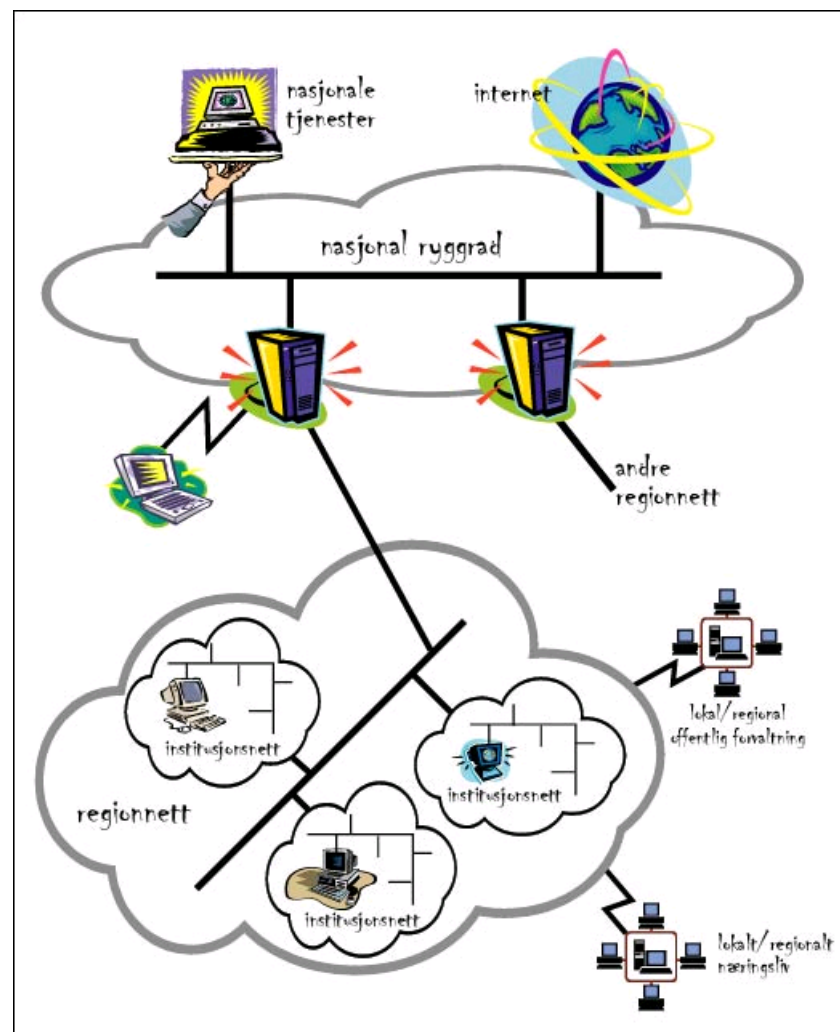 nasjonale
tjenester
internet
nasjonal ryggrad
andre
regionnett
institusjonsnett
lokal/regional
offentlig forvaltning
institusjonsnett
regionnett
institusjonsnett
lokalt/regionalt
næringsliv